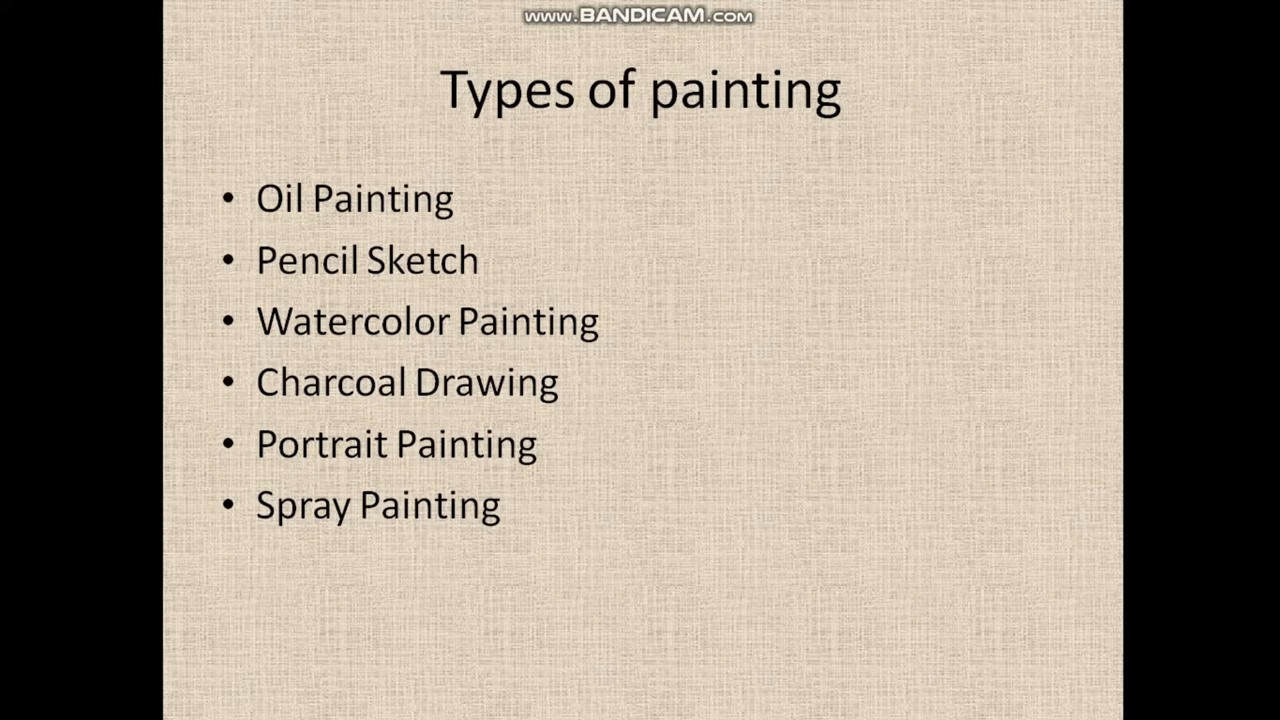 www.BANDICAM.com
Types of painting
• Oil Painting
• Pencil Sketch
• Watercolor Painting
• Charcoal Drawing
• Portrait Painting
• Spray Painting